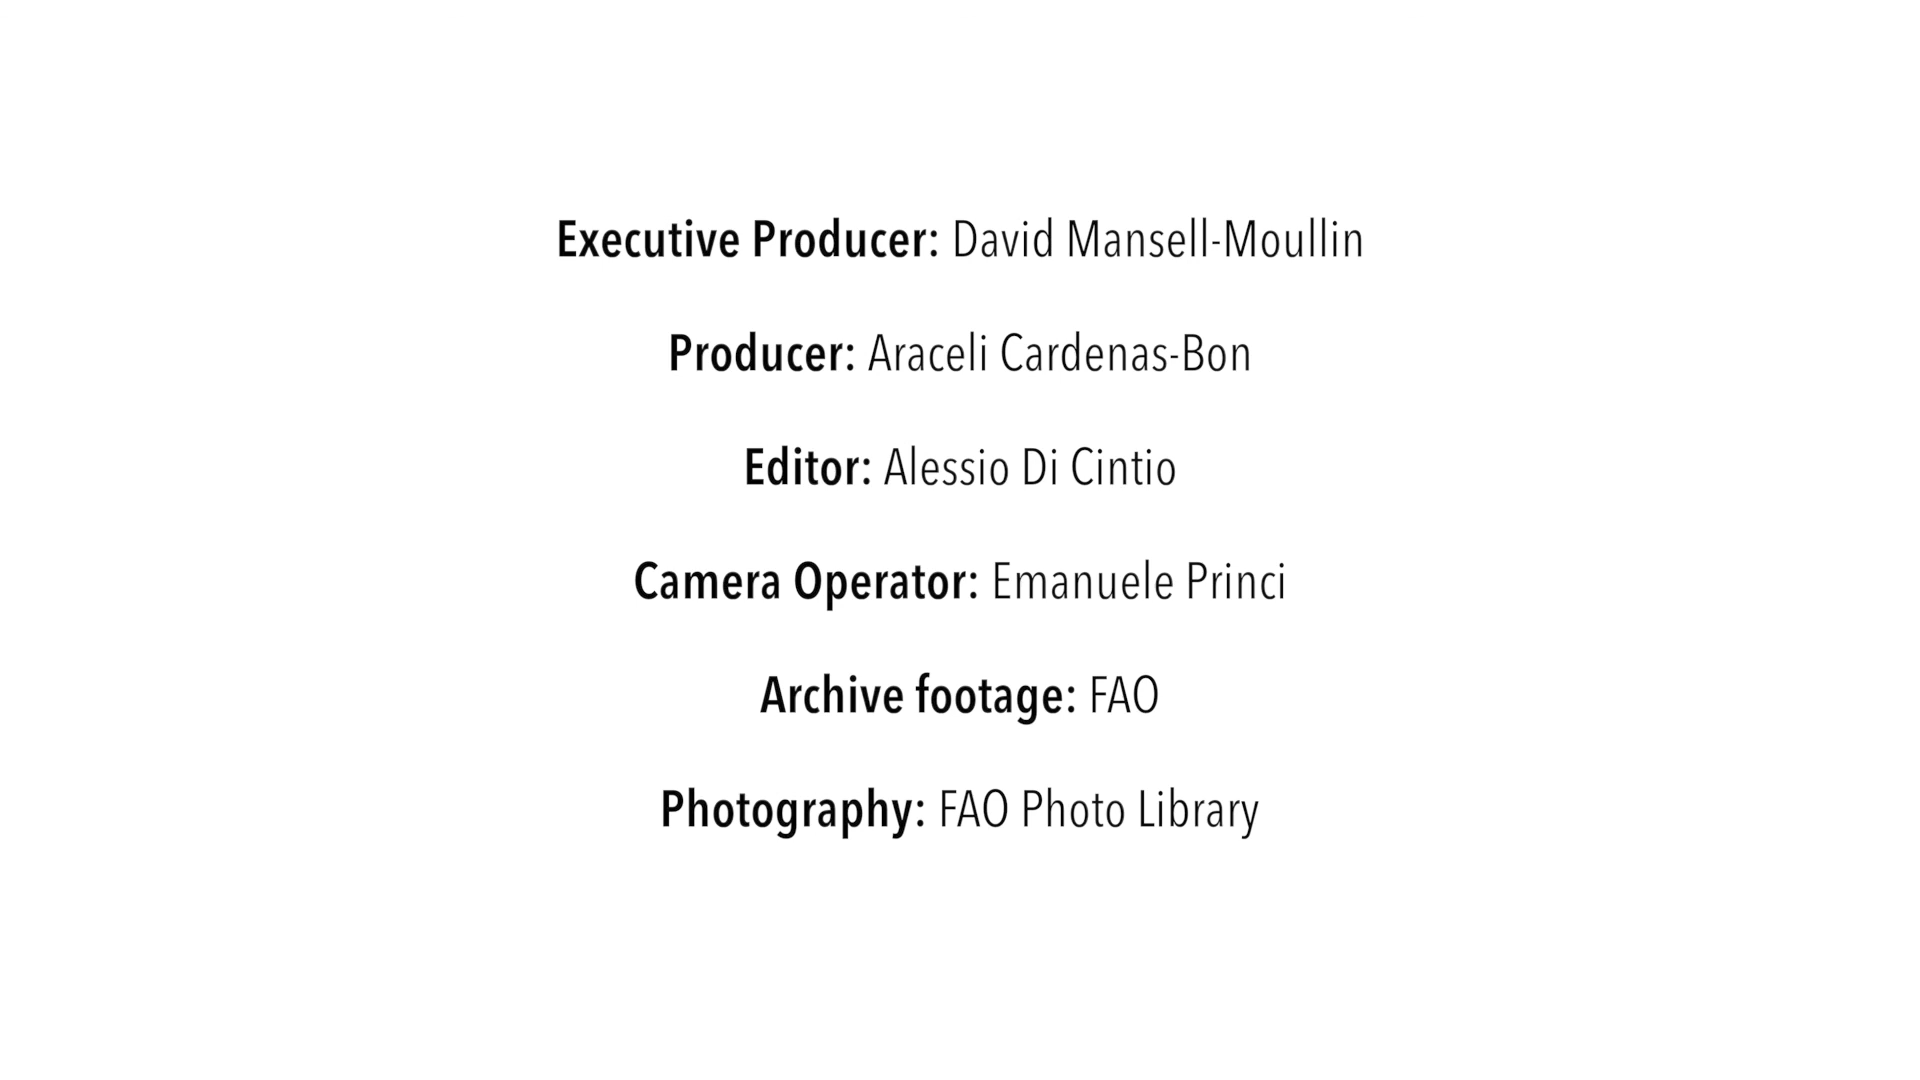 Executive Producer: David Mansell-Moullin
Producer: Araceli Cardenas-Bon
Editor: Alessio Di Cintio
Camera Operator: Emanuele Princi
Archive footage: FAO
Photography: FAO Photo Library